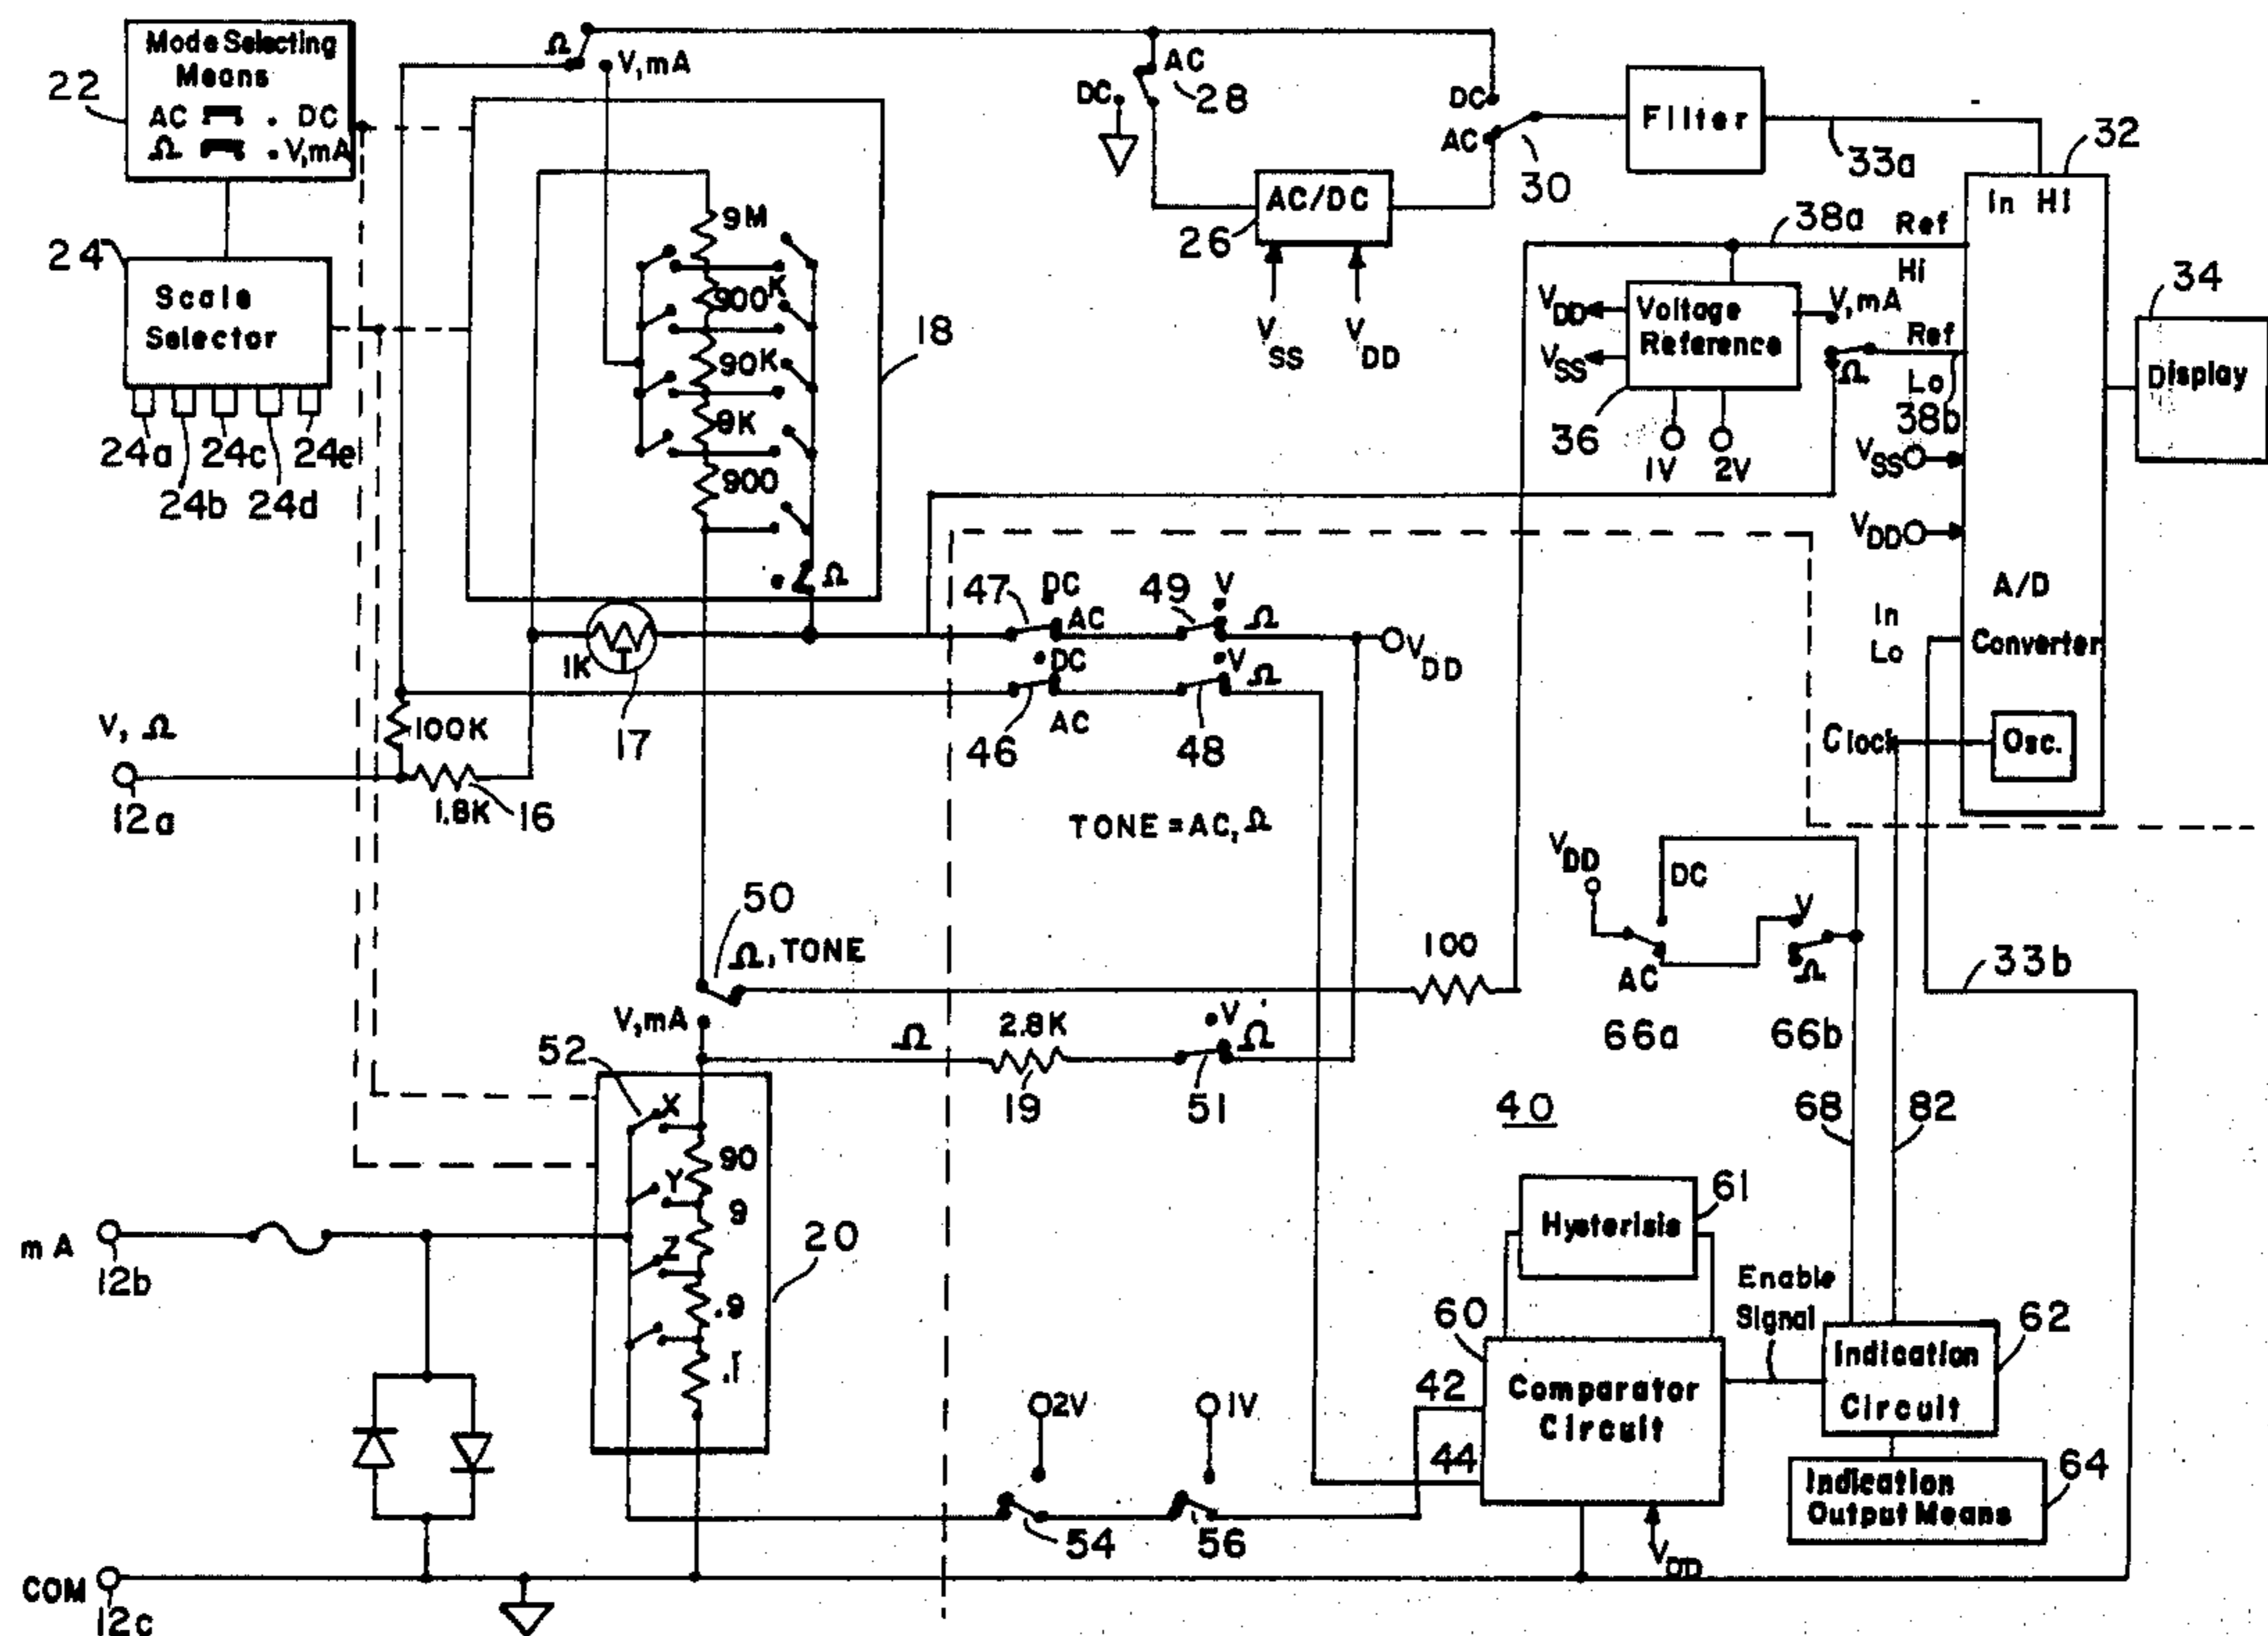 Mode Selecting
Means
AC . DC
Ω . V,mA
22
24
Scale
Selector
24a 24c 24e
24b 24d
Ω
V,mA
9M
900K
90K
9K
900
18
Ω
AC
DC
28
DC
AC
30
AC/DC
26
V SS
V DD
Filter
33a
32
In Hi
38a
Ref
Hi
Voltage
Reference
V DD
V SS
36
1V 2V
V,mA
Ω
Ref
Lo
38b
V SS
V DD
34
Display
A/D
Converter
In
Lo
Clock
Osc.
47
DC
AC
49
V
Ω
V DD
1K
17
DC
AC
46
V
Ω
48
V, Ω
12a
100K
1.8K
16
TONE = AC, Ω
50
Ω, TONE
V,mA
100
Ω
2.8K
19
V
Ω
51
V DD
DC
AC
66a
V
Ω
66b
33b
68
82
40
52
X
90
Y
9
Z
.9
.1
20
mA
12b
COM
12c
2V
54
1V
56
Hysterisis
61
60
42
44
Comparator
Circuit
V DD
Enable
Signal
Indication
Circuit
62
Indication
Output Means
64